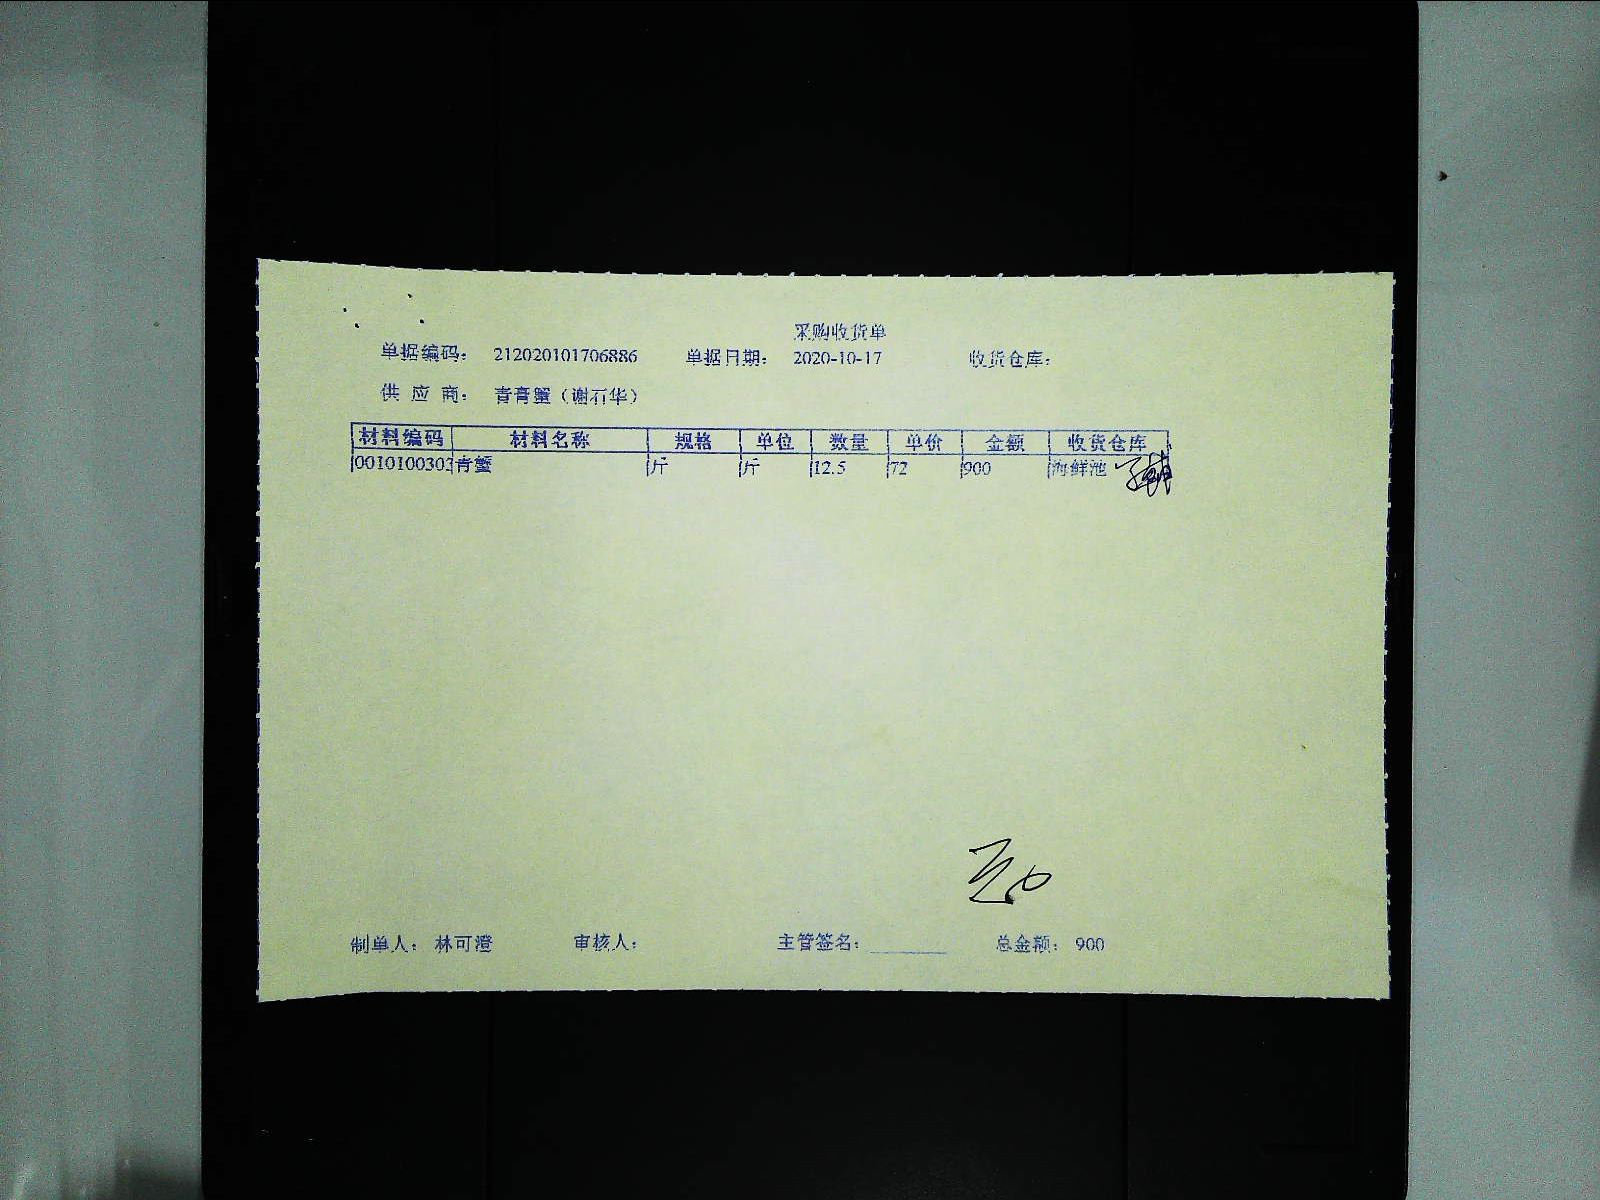 采购收货单
单据编码： 212020101706886 单据日期： 2020-10-17 收货仓库：
供 应 商： 青膏蟹（谢石华）
材料编码 材料名称 规格 单位 数量 单价 金额 收货仓库
0010100303 青蟹 斤 斤 12.5 72 900 海鲜池
制单人： 林可澄 审核人： 主管签名： 总金额： 900